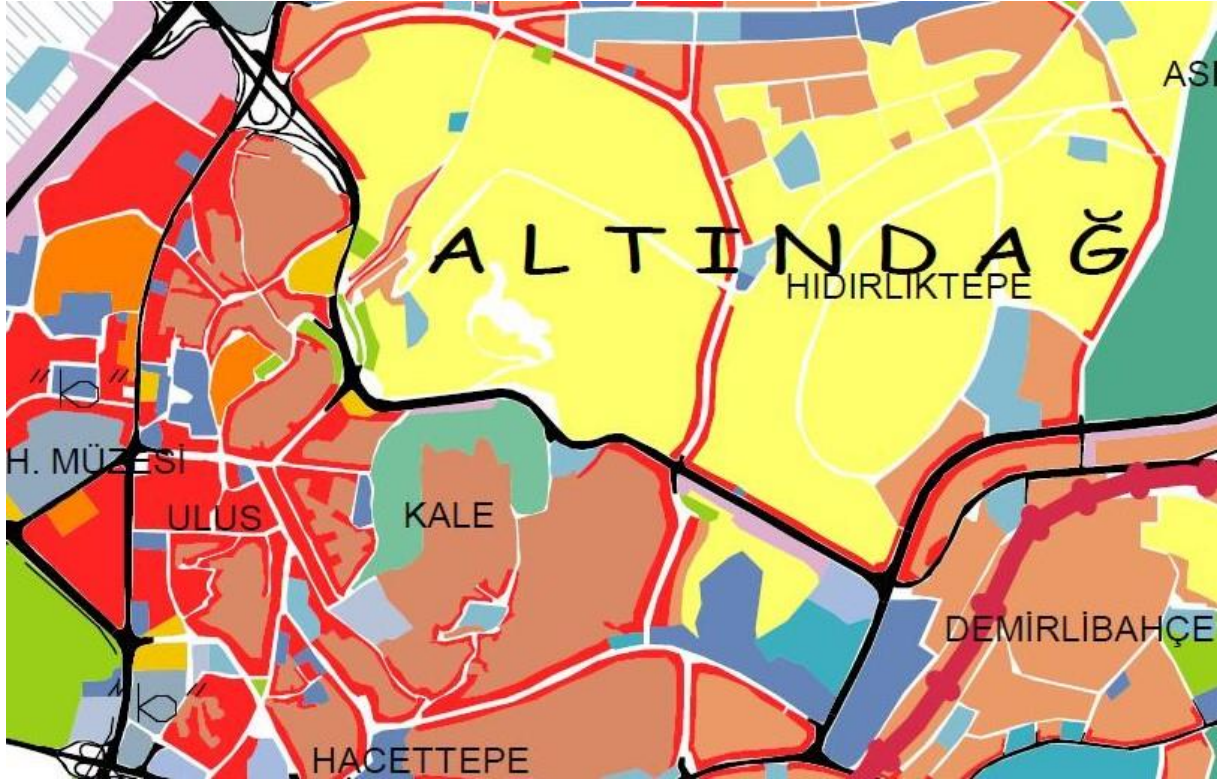 ASI
ALTINDAĞ
HIDIRLIKTEPE
"b"
H. MÜZESİ
ULUS
KALE
DEMİRLİBAHÇE
"b"
HACETTEPE